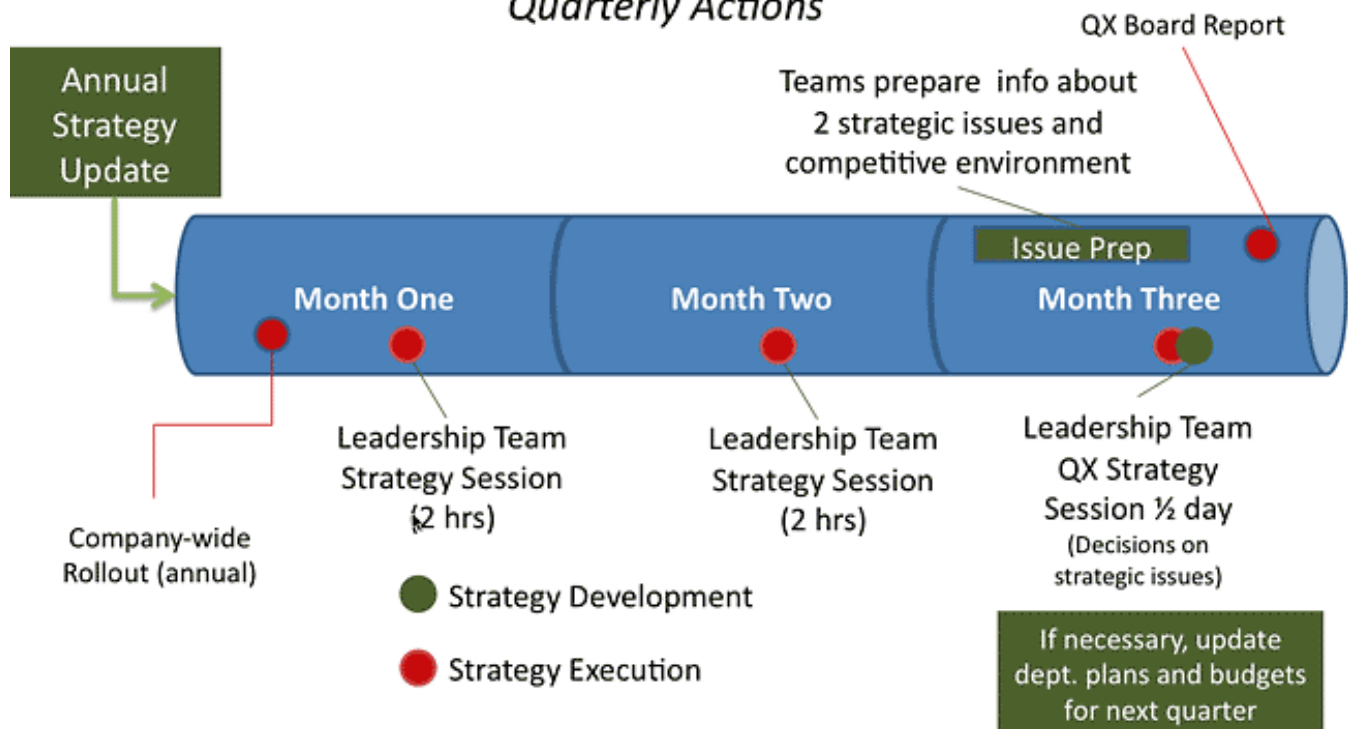 Quarterly Actions
QX Board Report
Annual
Strategy
Update
Teams prepare info about
2 strategic issues and
competitive environment
Issue Prep
Month One
Month Two
Month Three
Leadership Team
Strategy Session
(2 hrs)
Leadership Team
Strategy Session
(2 hrs)
Leadership Team
QX Strategy
Session ½ day
(Decisions on
strategic issues)
Company-wide
Rollout (annual)
Strategy Development
Strategy Execution
If necessary, update
dept. plans and budgets
for next quarter